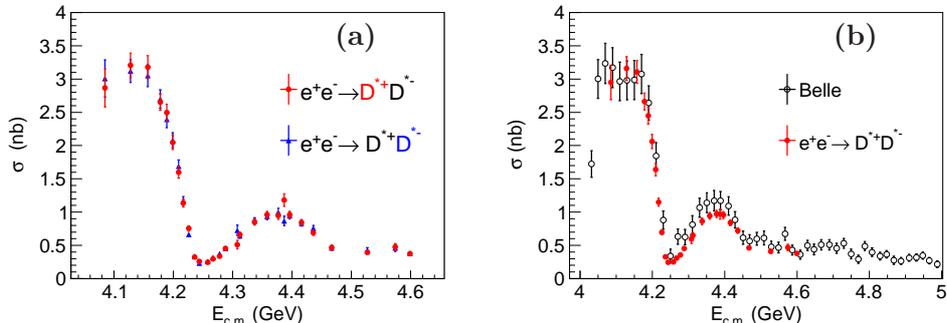 (a)
4
3.5
3
2.5
2
1.5
1
0.5
0
σ (nb)
e⁺e⁻→D*⁺D*⁻
e⁺e⁻→ D*⁺D*⁻
4.1 4.2 4.3 4.4 4.5 4.6
E c.m. (GeV)
(b)
4
3.5
3
2.5
2
1.5
1
0.5
0
σ (nb)
Belle
e⁺e⁻→ D*⁺D*⁻
4 4.2 4.4 4.6 4.8 5
E c.m. (GeV)